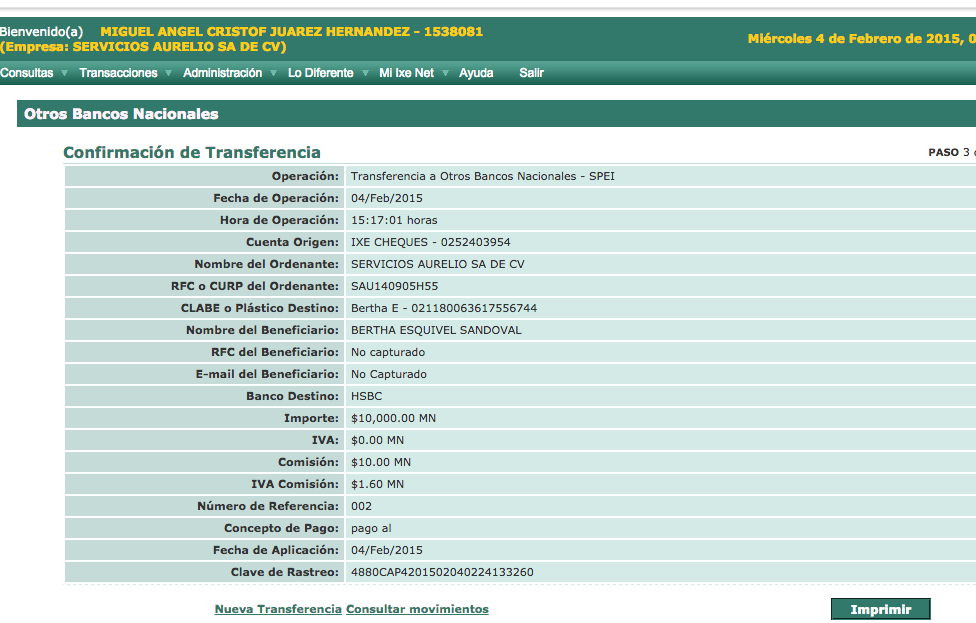 Bienvenido(a) MIGUEL ANGEL CRISTOF JUAREZ HERNANDEZ - 1538081
(Empresa: SERVICIOS AURELIO SA DE CV)
Miércoles 4 de Febrero de 2015, 0
Consultas Transacciones Administración Lo Diferente Mi Ixe Net Ayuda Salir
Otros Bancos Nacionales
Confirmación de Transferencia
PASO 3
Operación: Transferencia a Otros Bancos Nacionales - SPEI
Fecha de Operación: 04/Feb/2015
Hora de Operación: 15:17:01 horas
Cuenta Origen: IXE CHEQUES - 0252403954
Nombre del Ordenante: SERVICIOS AURELIO SA DE CV
RFC o CURP del Ordenante: SAU140905H55
CLABE o Plástico Destino: Bertha E - 021180063617556744
Nombre del Beneficiario: BERTHA ESQUIVEL SANDOVAL
RFC del Beneficiario: No capturado
E-mail del Beneficiario: No Capturado
Banco Destino: HSBC
Importe: $10,000.00 MN
IVA: $0.00 MN
Comisión: $10.00 MN
IVA Comisión: $1.60 MN
Número de Referencia: 002
Concepto de Pago: pago al
Fecha de Aplicación: 04/Feb/2015
Clave de Rastreo: 4880CAP4201502040224133260
Nueva Transferencia Consultar movimientos
Imprimir